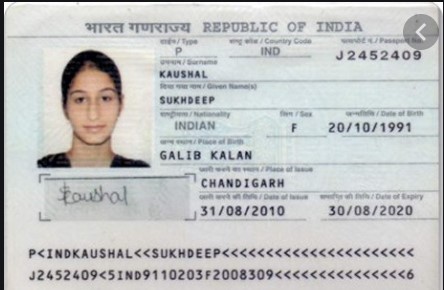 भारत गणराज्य REPUBLIC OF INDIA
टाईप / Type
राष्ट्र कोड / Country Code
पासपोर्ट न. / Passport
P
IND
J2452409
उपनाम / Surname
KAUSHAL
दिया गया नाम / Given Name(s)
SUKHDEEP
राष्ट्रीयता / Nationality
लिंग / Sex
जन्मतिथि / Date of Birth
INDIAN
F
20/10/1991
जन्म स्थान / Place of Birth
GALIB KALAN
जारी करने का स्थान / Place of Issue
CHANDIGARH
जारी करने की तिथि / Date of Issue
समाप्ति की तिथि / Date of Expiry
31/08/2010
30/08/2020
Kaushal
P<INDKAUSHAL<<SUKHDEEP<<<<<<<<<<<<<<<<<<<<<<
J2452409<5IND9110203F2008309<<<<<<<<<<<<<<6